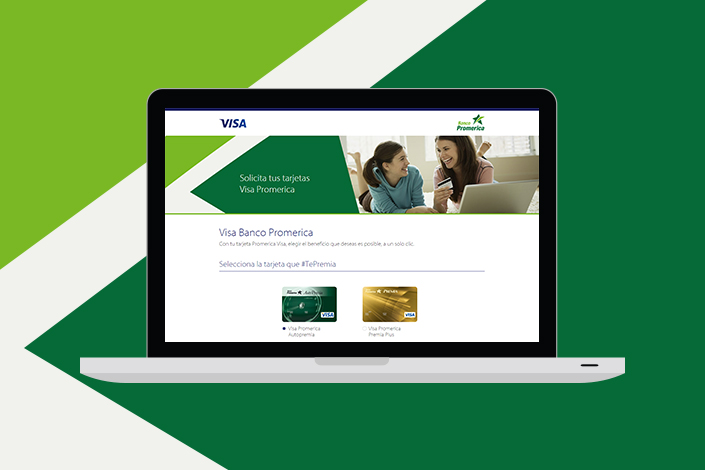 VISA
Banco
Promerica
Solicita tus tarjetas
Visa Promerica
Visa Banco Promerica
Con tu tarjeta Promerica Visa, elegir el beneficio que deseas es posible, a un solo clic.
Selecciona la tarjeta que #TePremia
VISA
VISA
Visa Promerica
Autopremia
Visa Promerica
Premia Plus